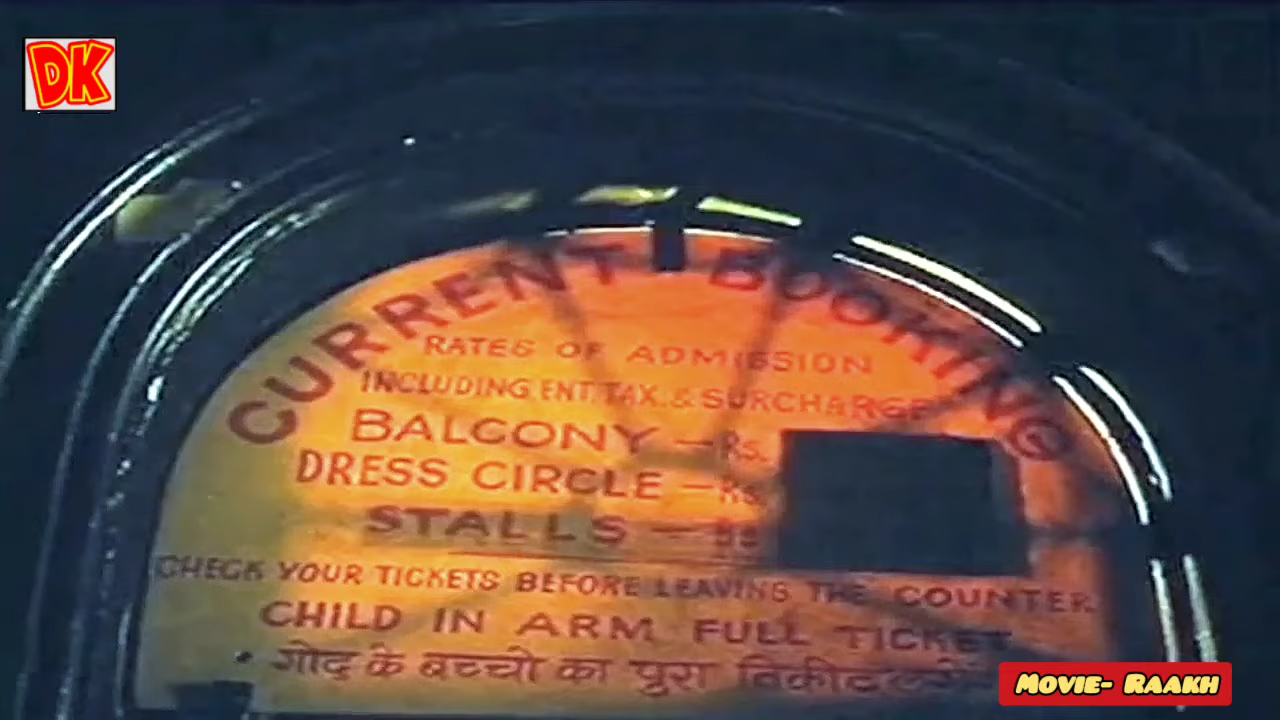 DK
CURRENT BOOKING
RATES OF ADMISSION
INCLUDING ENT. TAX. & SURCHARGE
BALCONY – Rs.
DRESS CIRCLE – Rs.
STALLS –
CHECK YOUR TICKETS BEFORE LEAVING THE COUNTER
CHILD IN ARM FULL TICKET
गोद के बच्चो का पुरा
MOVIE- RAAKH